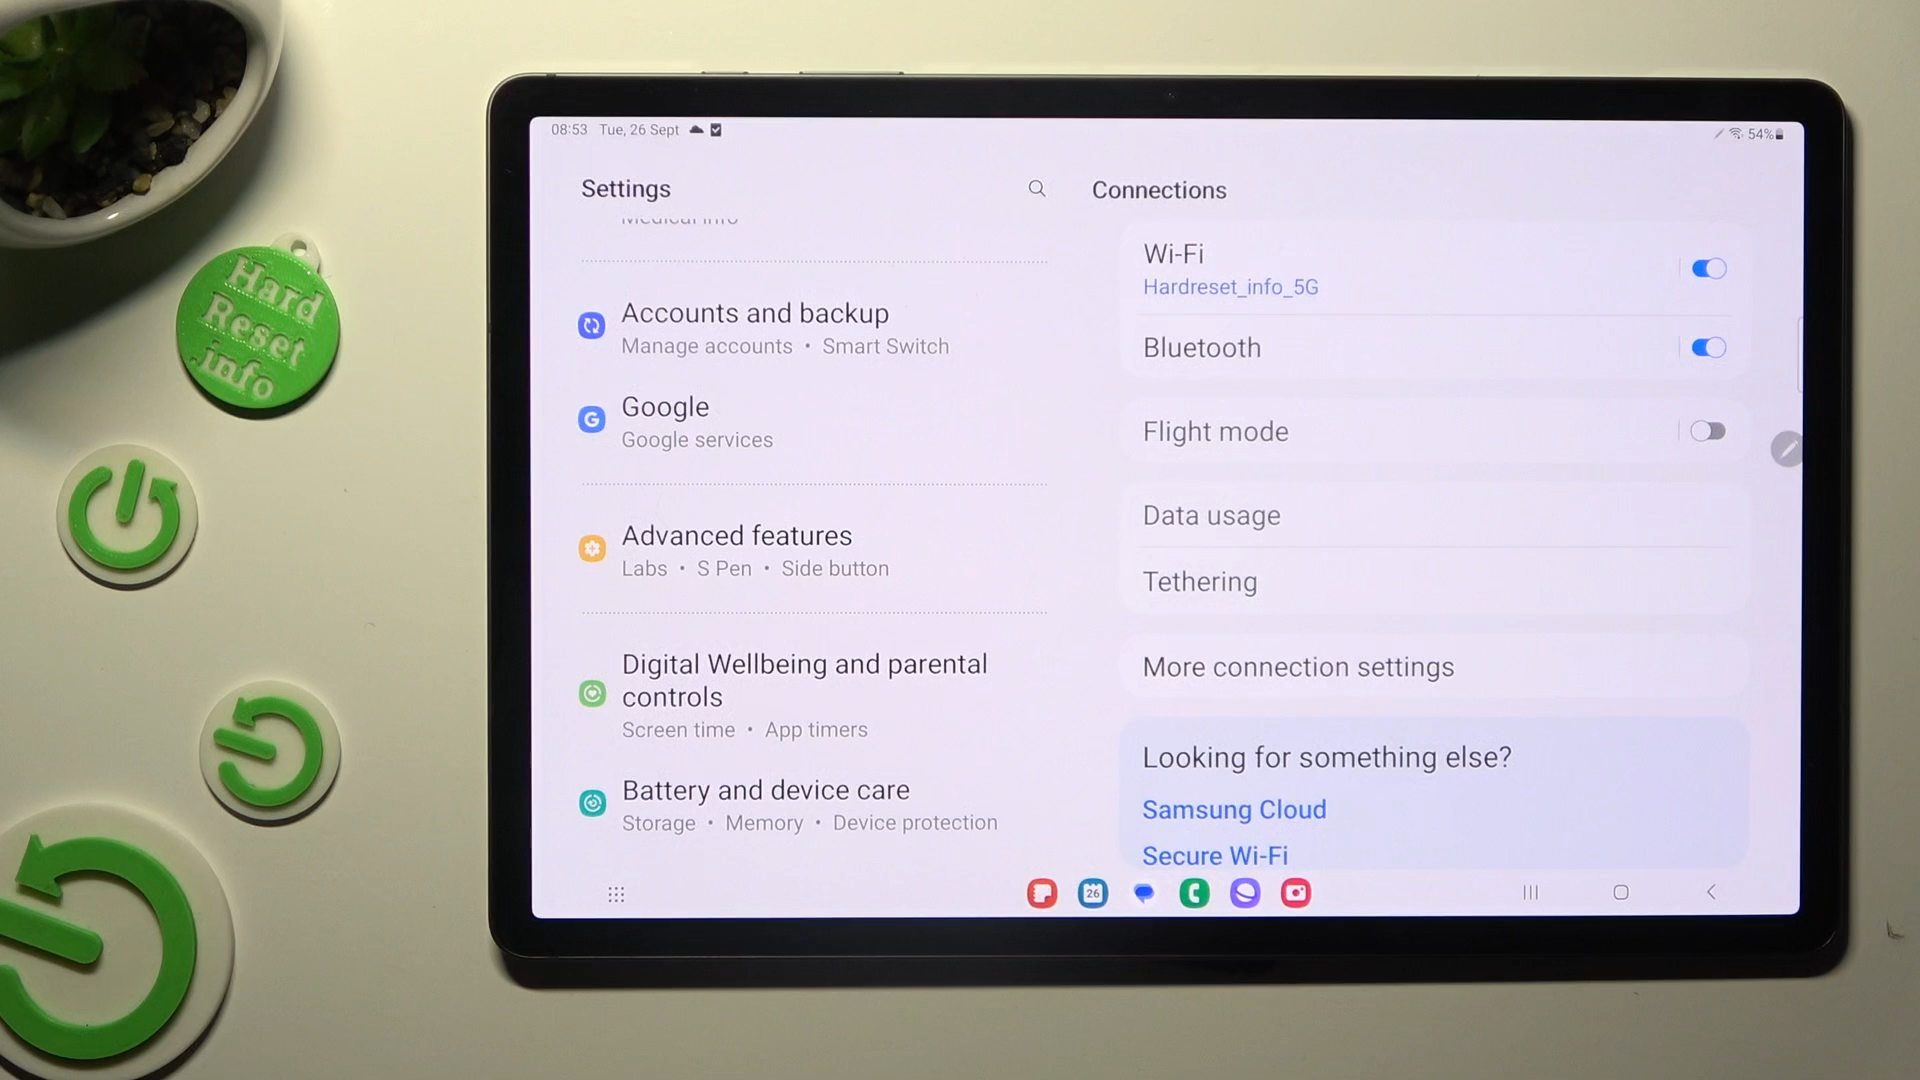 Hard
Reset
.info
08:53 Tue, 26 Sept
54%
Settings
Medical info
Accounts and backup
Manage accounts • Smart Switch
Google
Google services
Advanced features
Labs • S Pen • Side button
Digital Wellbeing and parental
controls
Screen time • App timers
Battery and device care
Storage • Memory • Device protection
Connections
Wi-Fi
Hardreset_info_5G
Bluetooth
Flight mode
Data usage
Tethering
More connection settings
Looking for something else?
Samsung Cloud
Secure Wi-Fi
26